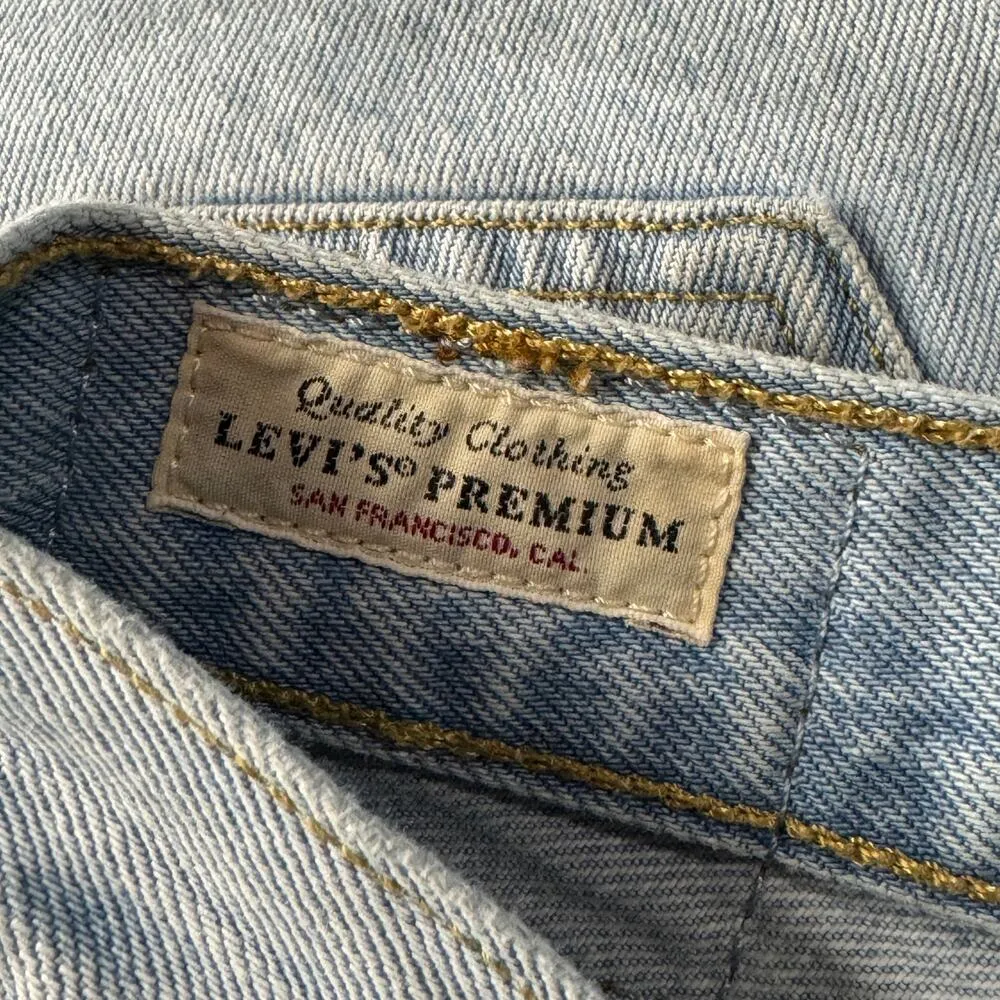 Quality Clothing
LEVI'S® PREMIUM
SAN FRANCISCO, CAL.